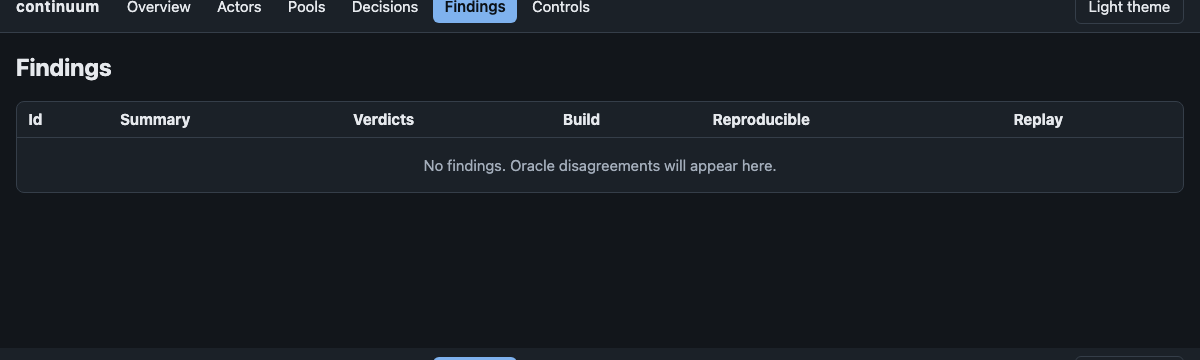 continuum Overview Actors Pools Decisions Findings Controls Light theme
Findings
Id Summary Verdicts Build Reproducible Replay
No findings. Oracle disagreements will appear here.